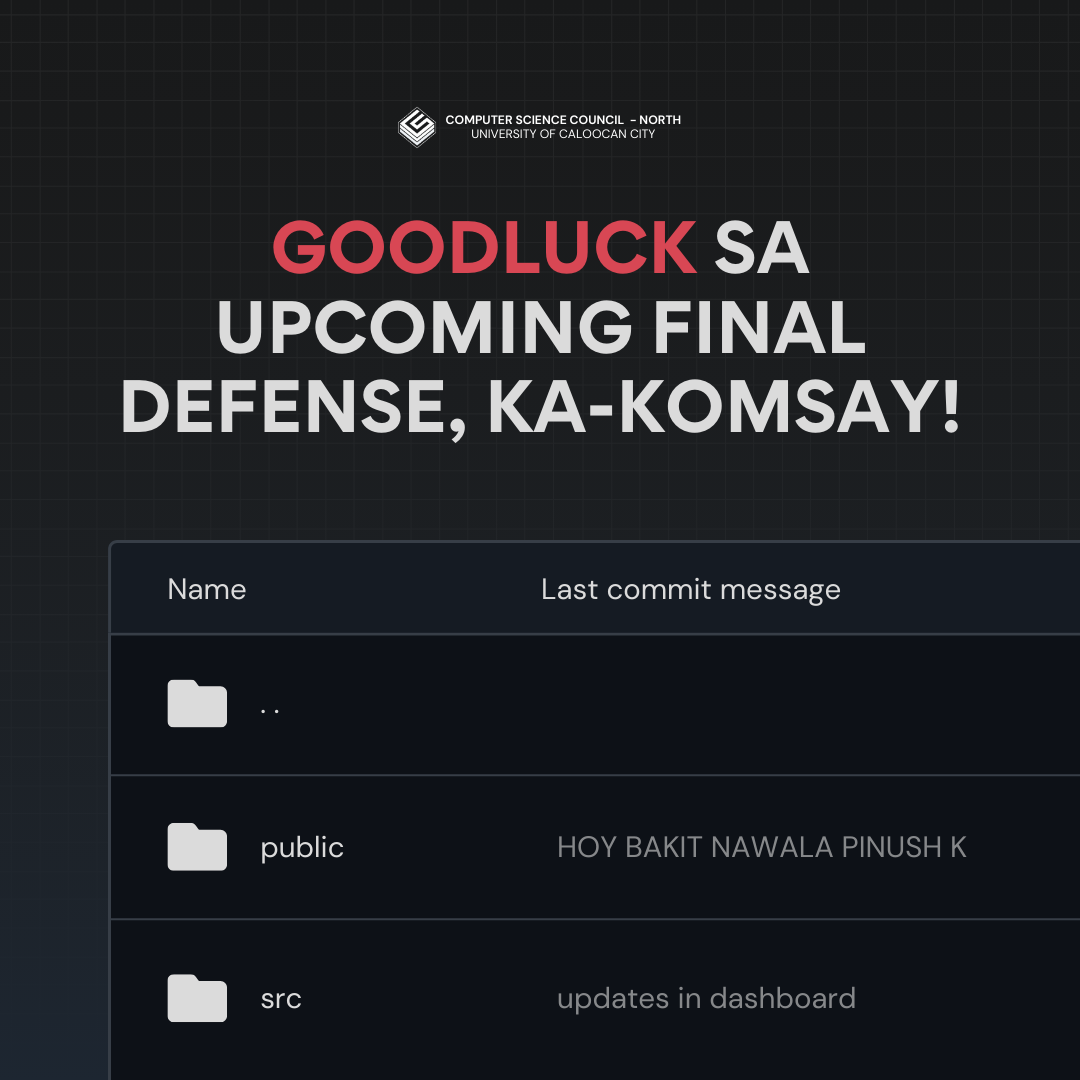 COMPUTER SCIENCE COUNCIL - NORTH
UNIVERSITY OF CALOOCAN CITY
GOODLUCK SA
UPCOMING FINAL
DEFENSE, KA-KOMSAY!
Name Last commit message
. .
public HOY BAKIT NAWALA PINUSH K
src updates in dashboard